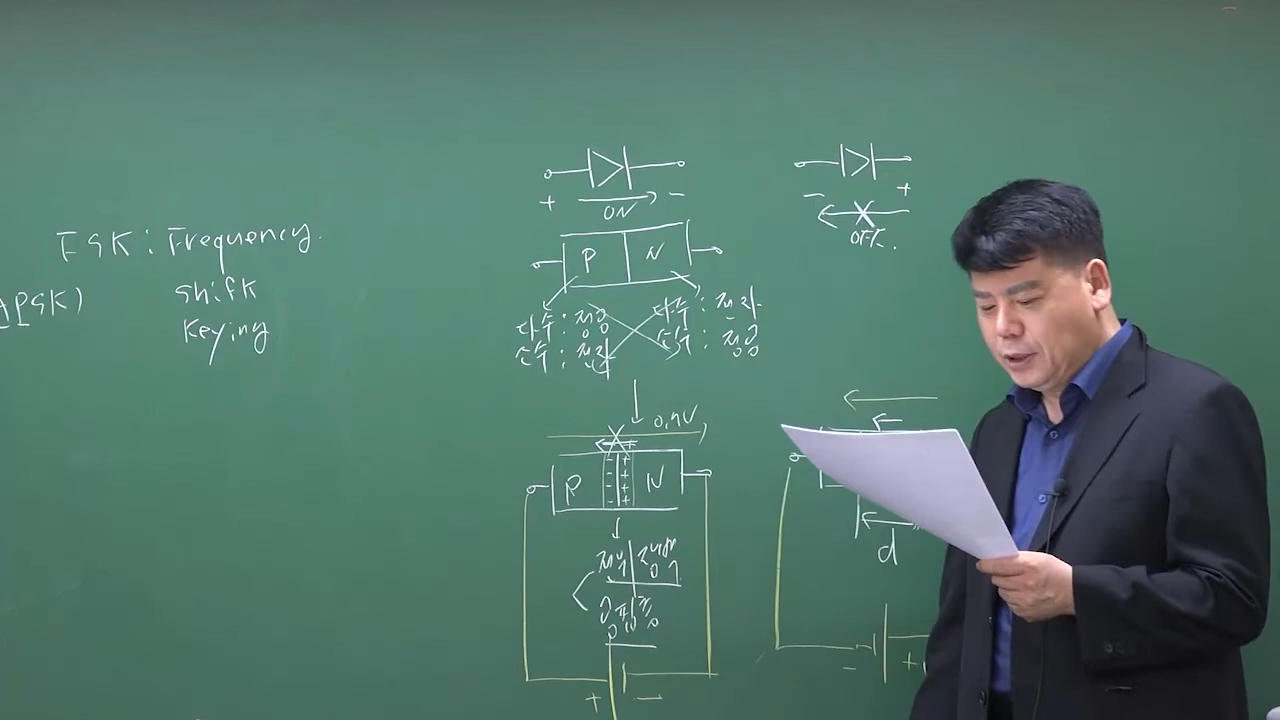 FSK : Frequency.
Shift
Keying
APSK)
+ ON -
- +
OFF.
P N
다수 : 정공
소수 : 전자
다수 : 전자
소수 : 정공
0.7V
P N
d
+ -
- +